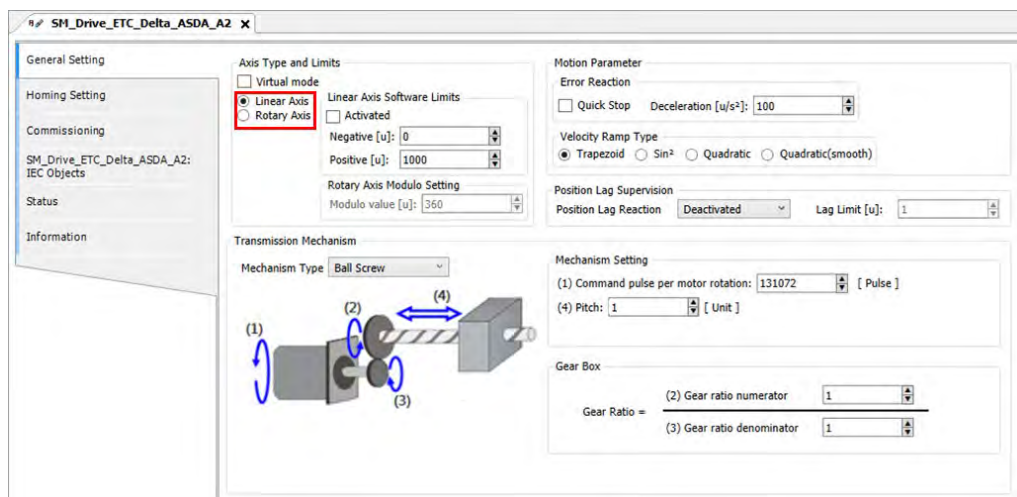 SM_Drive_ETC_Delta_ASDA_A2 X
General Setting
Homing Setting
Commissioning
SM_Drive_ETC_Delta_ASDA_A2:
IEC Objects
Status
Information
Axis Type and Limits
Virtual mode
Linear Axis
Rotary Axis
Linear Axis Software Limits
Activated
Negative [u]: 0
Positive [u]: 1000
Rotary Axis Modulo Setting
Modulo value [u]: 360
Motion Parameter
Error Reaction
Quick Stop Deceleration [u/s²]: 100
Velocity Ramp Type
Trapezoid Sin² Quadratic Quadratic(smooth)
Position Lag Supervision
Position Lag Reaction Deactivated Lag Limit [u]: 1
Transmission Mechanism
Mechanism Type Ball Screw
(1)
(2)
(4)
(3)
Mechanism Setting
(1) Command pulse per motor rotation: 131072 [ Pulse ]
(4) Pitch: 1 [ Unit ]
Gear Box
Gear Ratio =
(2) Gear ratio numerator 1
(3) Gear ratio denominator 1